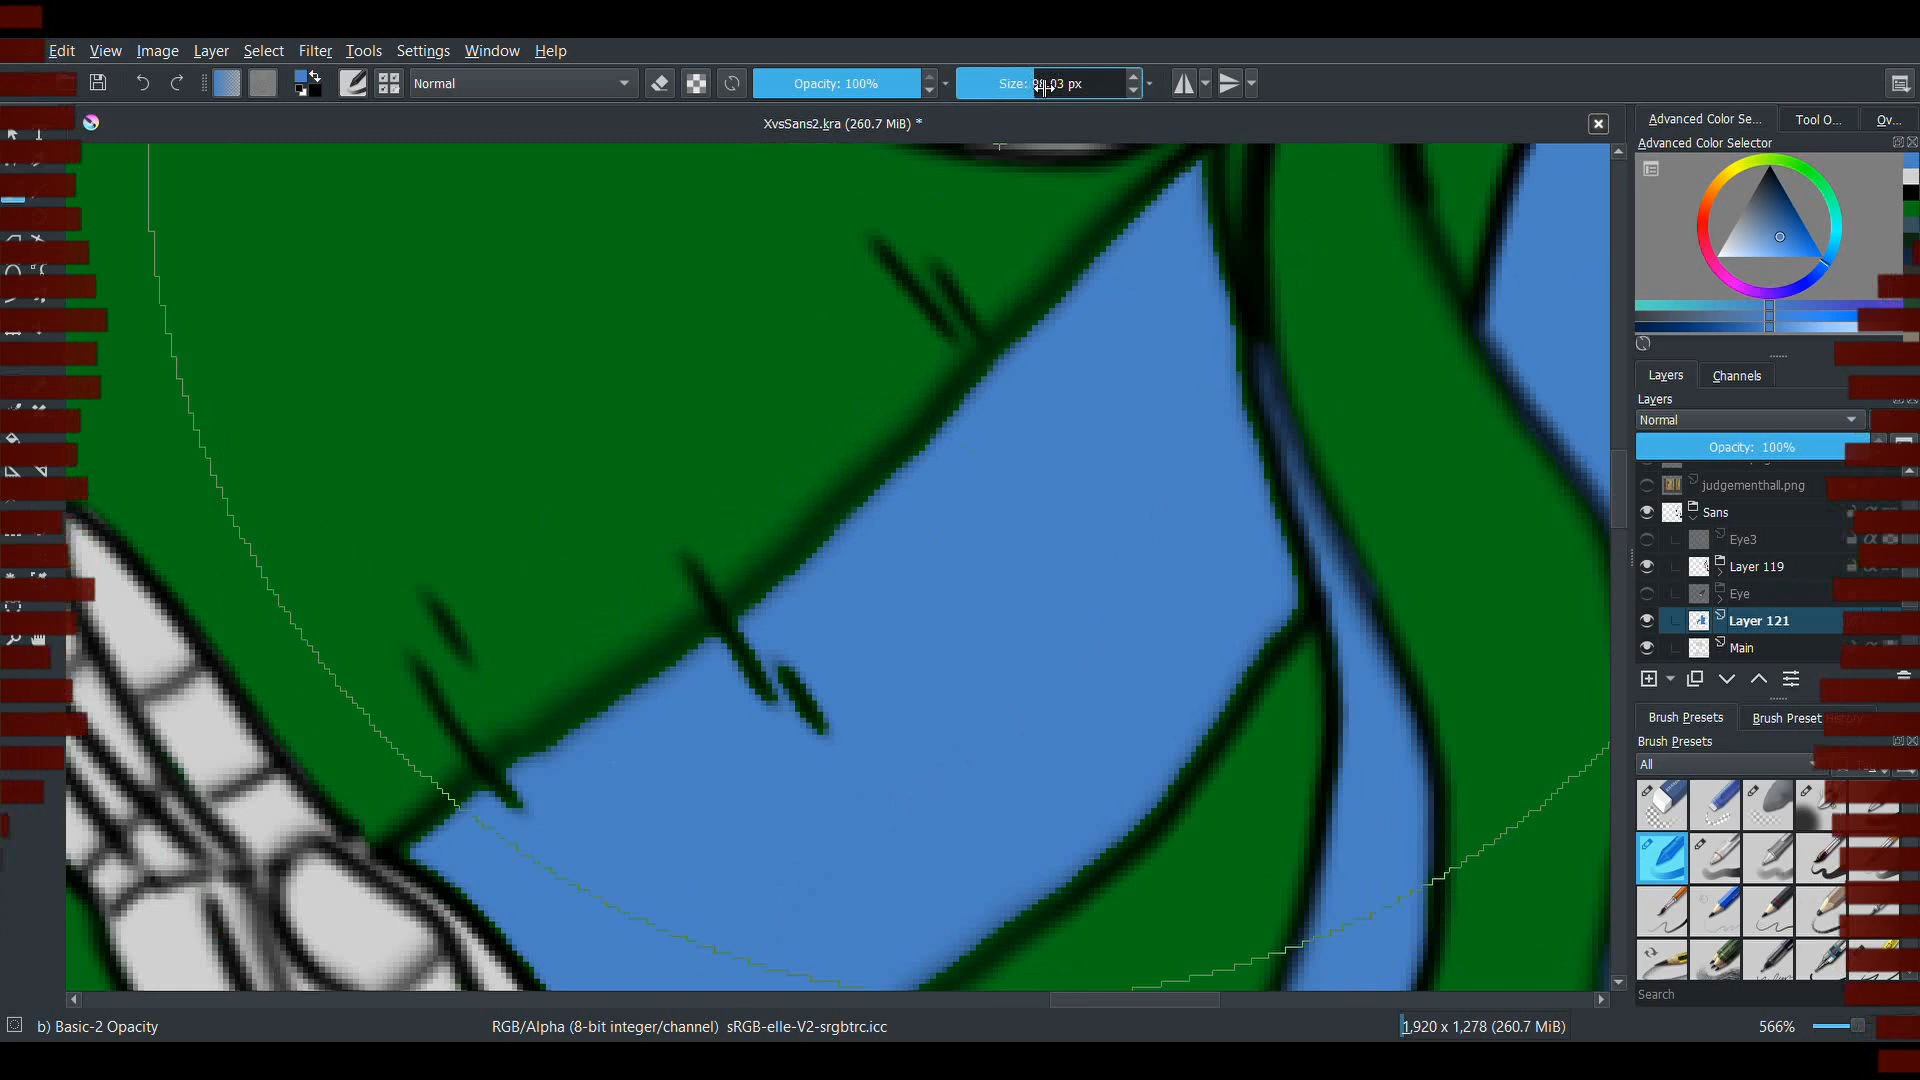 Edit View Image Layer Select Filter Tools Settings Window Help
Normal Opacity: 100% Size: px
XvsSans2.kra (260.7 MiB) *
Advanced Color Se... Tool O... Ov...
Advanced Color Selector
Layers Channels
Layers
Normal
Opacity: 100%
judgementhall.png
Sans
Eye3
Layer 119
Eye
Layer 121
Main
Brush Presets Brush Preset History
Brush Presets
All
Search
b) Basic-2 Opacity RGB/Alpha (8-bit integer/channel) sRGB-elle-V2-srgbtrc.icc 1,920 x 1,278 (260.7 MiB) 566%